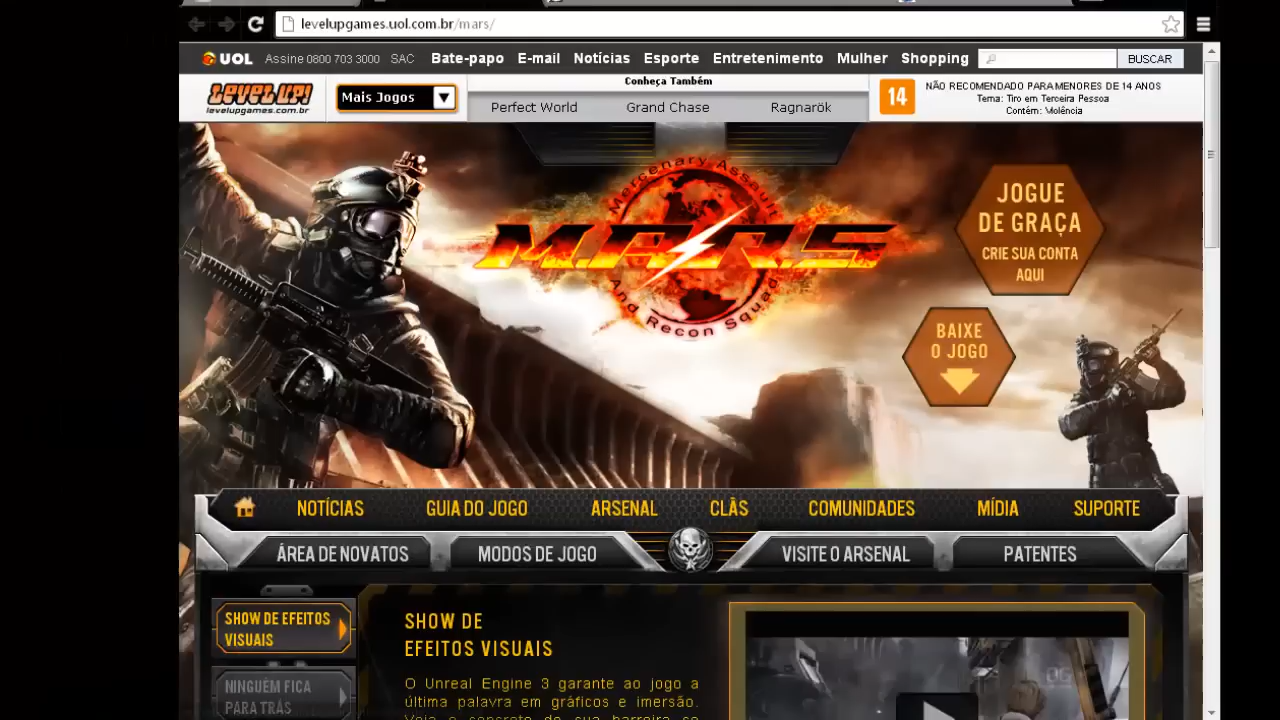 levelupgames.uol.com.br/mars/
UOL Assine 0800 703 3000 SAC Bate-papo E-mail Notícias Esporte Entretenimento Mulher Shopping BUSCAR
LEVEL UP!
levelupgames.com.br
Mais Jogos
Conheça Também
Perfect World Grand Chase Ragnarök
14
NÃO RECOMENDADO PARA MENORES DE 14 ANOS
Tema: Tiro em Terceira Pessoa
Contém: Violência
Mercenary Assault
M.A.R.S
And Recon Squad
JOGUE
DE GRAÇA
CRIE SUA CONTA
AQUI
BAIXE
O JOGO
NOTÍCIAS GUIA DO JOGO ARSENAL CLÃS COMUNIDADES MÍDIA SUPORTE
ÁREA DE NOVATOS MODOS DE JOGO VISITE O ARSENAL PATENTES
SHOW DE EFEITOS
VISUAIS
NINGUÉM FICA
PARA TRÁS
SHOW DE
EFEITOS VISUAIS
O Unreal Engine 3 garante ao jogo a
última palavra em gráficos e imersão.